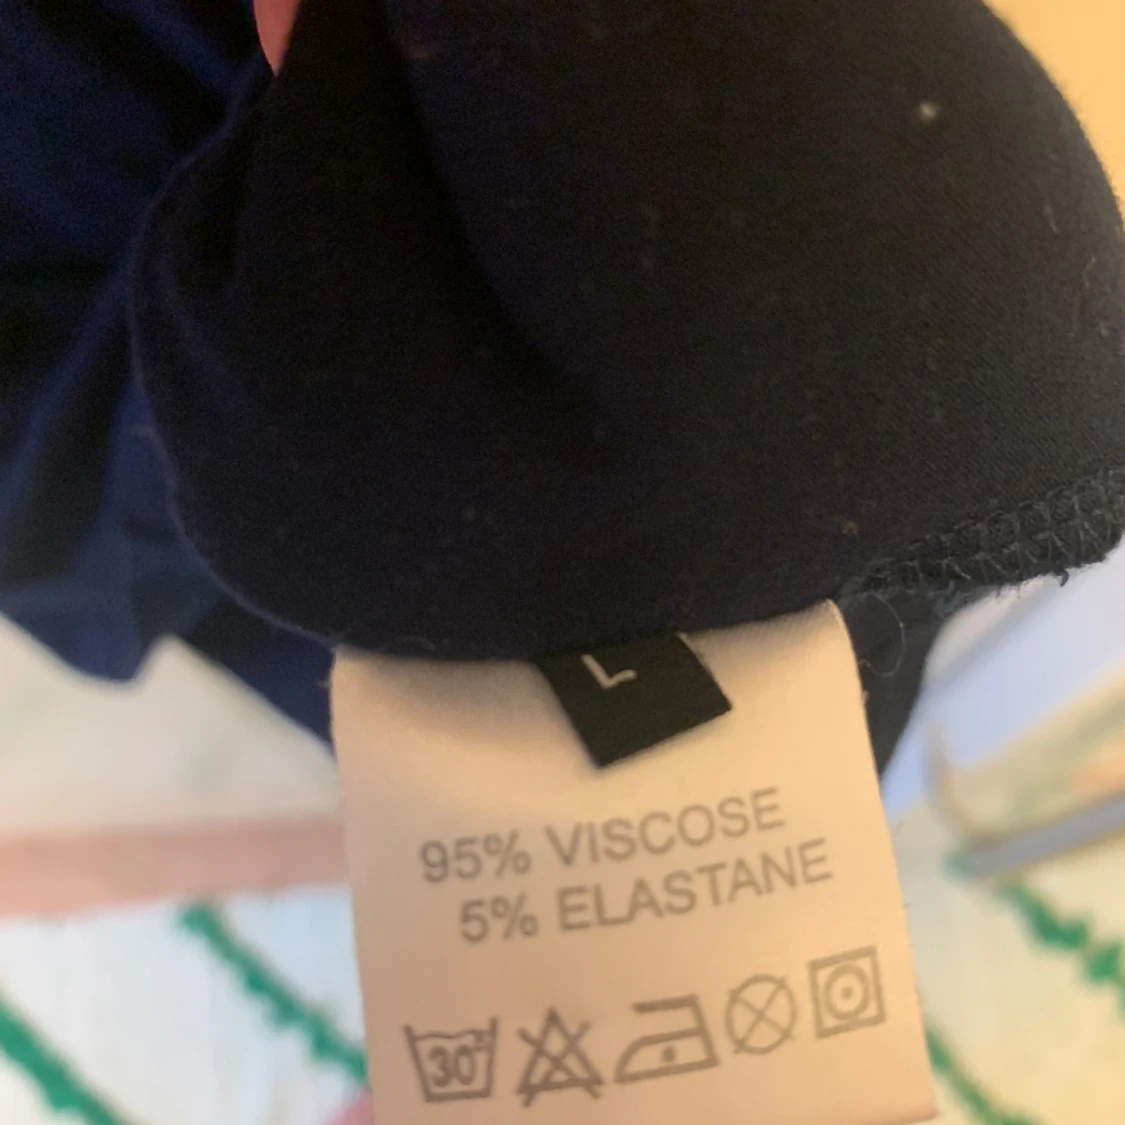 L
95% VISCOSE
5% ELASTANE
30°